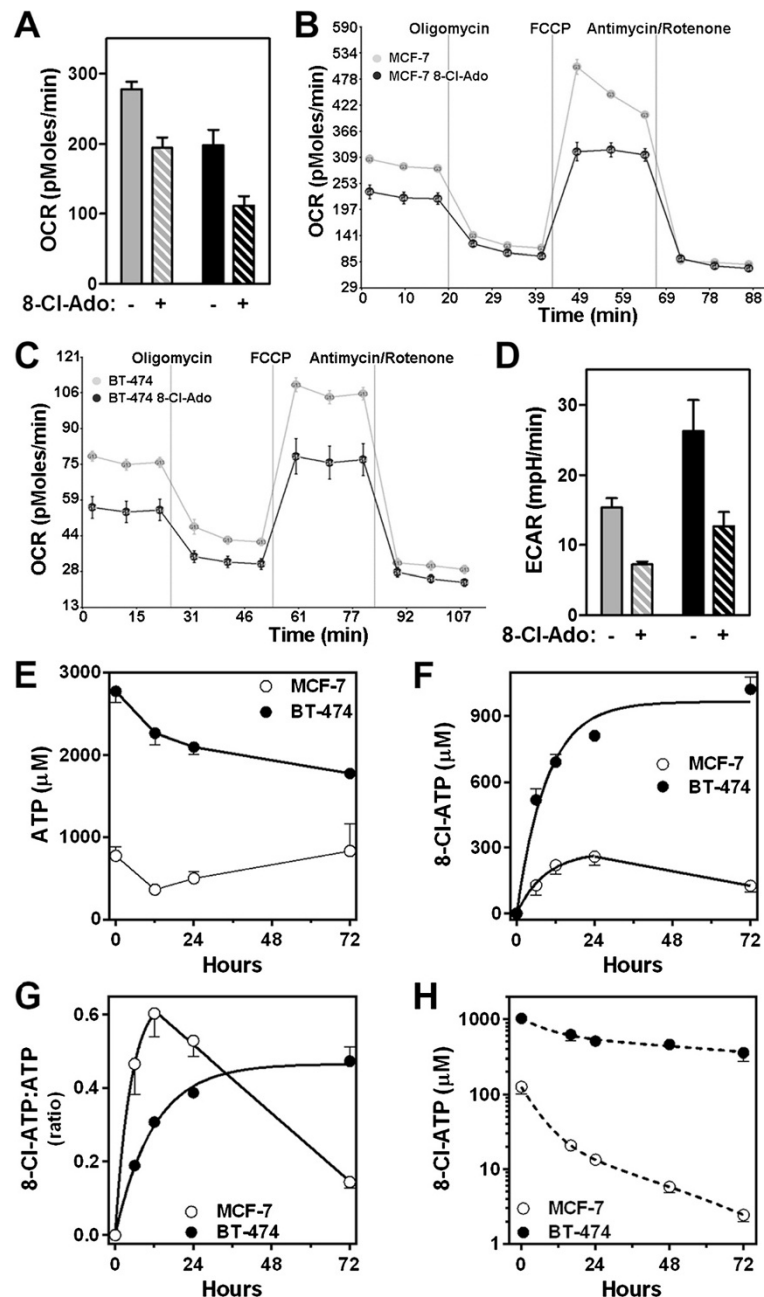 A
OCR (pMoles/min)
300
200
100
0
8-Cl-Ado: - + - +
B
Oligomycin FCCP Antimycin/Rotenone
MCF-7
MCF-7 8-Cl-Ado
OCR (pMoles/min)
590
534
478
422
366
309
253
197
141
85
29
0 10 20 29 39 49 59 69 78 88
Time (min)
C
Oligomycin FCCP Antimycin/Rotenone
BT-474
BT-474 8-Cl-Ado
OCR (pMoles/min)
121
106
90
75
59
44
28
13
0 15 31 46 61 77 92 107
Time (min)
D
ECAR (mpH/min)
30
20
10
0
8-Cl-Ado: - + - +
E
MCF-7
BT-474
ATP (μM)
3000
2000
1000
0
0 24 48 72
Hours
F
MCF-7
BT-474
8-Cl-ATP (μM)
900
600
300
0
0 24 48 72
Hours
G
8-Cl-ATP:ATP
(ratio)
0.6
0.4
0.2
0.0
MCF-7
BT-474
0 24 48 72
Hours
H
8-Cl-ATP (μM)
1000
100
10
1
MCF-7
BT-474
0 24 48 72
Hours